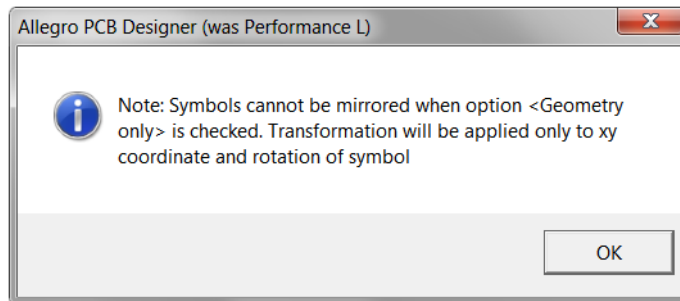 Allegro PCB Designer (was Performance L)
Note: Symbols cannot be mirrored when option <Geometry
only> is checked. Transformation will be applied only to xy
coordinate and rotation of symbol
OK